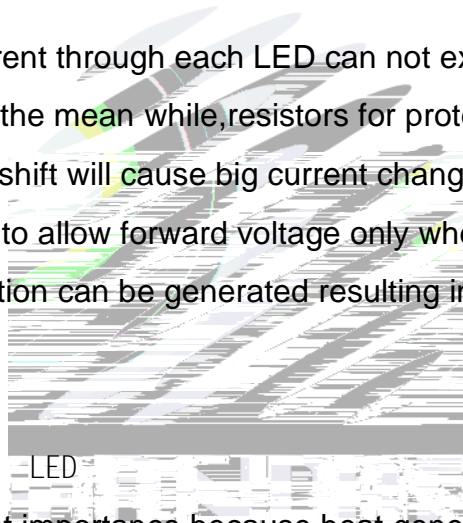 rent through each LED can not ex
the mean while,resistors for prote
shift will cause big current chang
to allow forward voltage only whe
tion can be generated resulting in
LED
t importance because heat gene